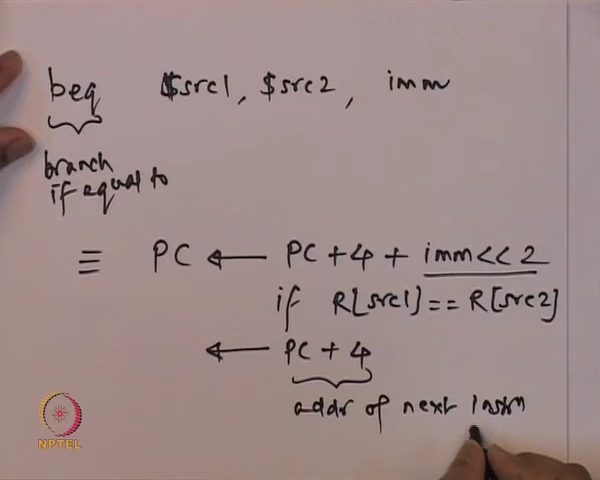 beq $src1, $src2, imm
branch
if equal to
≡ PC ← PC + 4 + imm << 2
if R[src1] == R[src2]
← PC + 4
addr of next instn
NPTEL